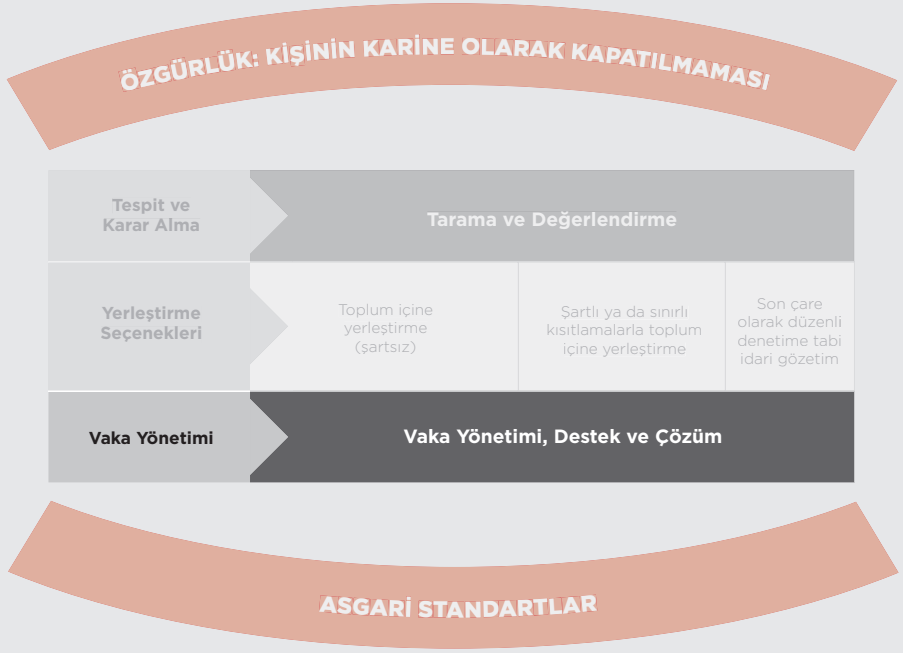 ÖZGÜRLÜK: KİŞİNİN KARİNE OLARAK KAPATILMAMASI
Tespit ve
Karar Alma
Tarama ve Değerlendirme
Yerleştirme
Seçenekleri
Toplum içine
yerleştirme
(şartsız)
Şartlı ya da sınırlı
kısıtlamalarla toplum
içine yerleştirme
Son çare
olarak düzenli
denetime tabi
idari gözetim
Vaka Yönetimi
Vaka Yönetimi, Destek ve Çözüm
ASGARİ STANDARTLAR